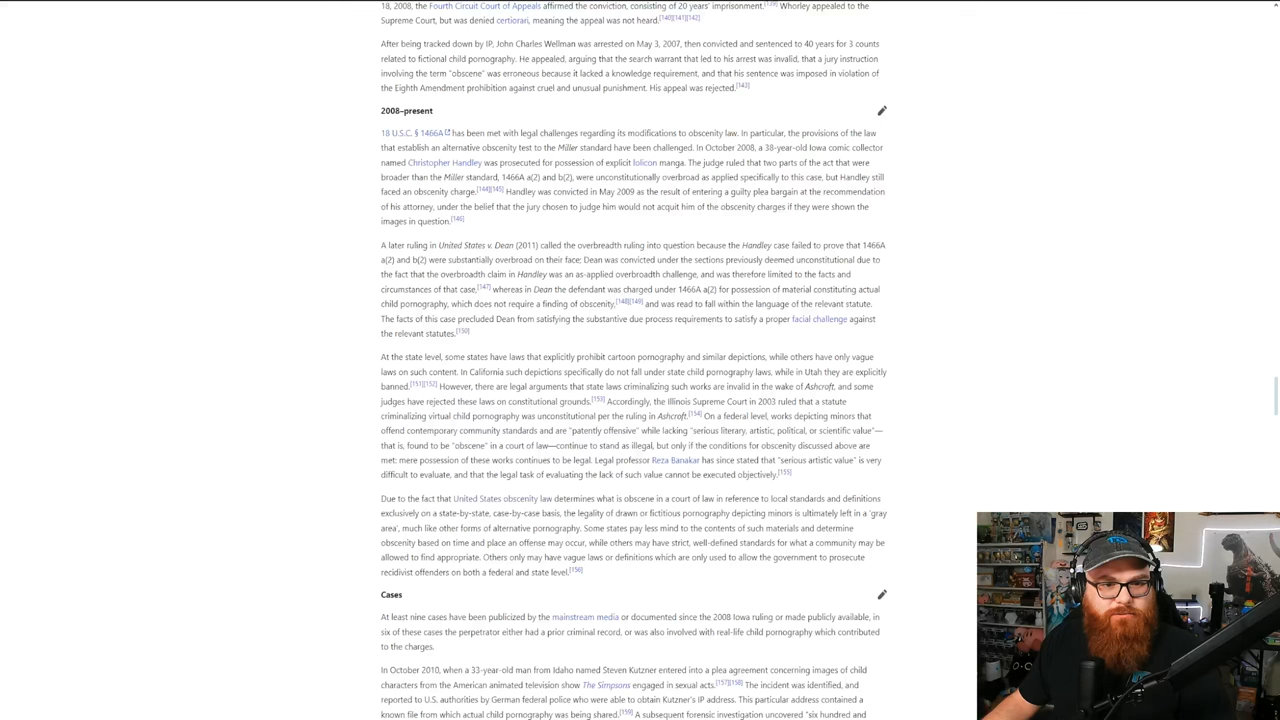 18, 2008, the Fourth Circuit Court of Appeals affirmed the conviction, consisting of 20 years' imprisonment.[139] Whorley appealed to the
Supreme Court, but was denied certiorari, meaning the appeal was not heard.[140][141][142]
After being tracked down by IP, John Charles Wellman was arrested on May 3, 2007, then convicted and sentenced to 40 years for 3 counts
related to fictional child pornography. He appealed, arguing that the search warrant that led to his arrest was invalid, that a jury instruction
involving the term "obscene" was erroneous because it lacked a knowledge requirement, and that his sentence was imposed in violation of
the Eighth Amendment prohibition against cruel and unusual punishment. His appeal was rejected.[143]
2008–present
18 U.S.C. § 1466A has been met with legal challenges regarding its modifications to obscenity law. In particular, the provisions of the law
that establish an alternative obscenity test to the Miller standard have been challenged. In October 2008, a 38-year-old Iowa comic collector
named Christopher Handley was prosecuted for possession of explicit lolicon manga. The judge ruled that two parts of the act that were
broader than the Miller standard, 1466A a(2) and b(2), were unconstitutionally overbroad as applied specifically to this case, but Handley still
faced an obscenity charge.[144][145] Handley was convicted in May 2009 as the result of entering a guilty plea bargain at the recommendation
of his attorney, under the belief that the jury chosen to judge him would not acquit him of the obscenity charges if they were shown the
images in question.[146]
A later ruling in United States v. Dean (2011) called the overbreadth ruling into question because the Handley case failed to prove that 1466A
a(2) and b(2) were substantially overbroad on their face; Dean was convicted under the sections previously deemed unconstitutional due to
the fact that the overbreadth claim in Handley was an as-applied overbreadth challenge, and was therefore limited to the facts and
circumstances of that case,[147] whereas in Dean the defendant was charged under 1466A a(2) for possession of material constituting actual
child pornography, which does not require a finding of obscenity,[148][149] and was read to fall within the language of the relevant statute.
The facts of this case precluded Dean from satisfying the substantive due process requirements to satisfy a proper facial challenge against
the relevant statutes.[150]
At the state level, some states have laws that explicitly prohibit cartoon pornography and similar depictions, while others have only vague
laws on such content. In California such depictions specifically do not fall under state child pornography laws, while in Utah they are explicitly
banned.[151][152] However, there are legal arguments that state laws criminalizing such works are invalid in the wake of Ashcroft, and some
judges have rejected these laws on constitutional grounds.[153] Accordingly, the Illinois Supreme Court in 2003 ruled that a statute
criminalizing virtual child pornography was unconstitutional per the ruling in Ashcroft.[154] On a federal level, works depicting minors that
offend contemporary community standards and are "patently offensive" while lacking "serious literary, artistic, political, or scientific value"—
that is, found to be "obscene" in a court of law—continue to stand as illegal, but only if the conditions for obscenity discussed above are
met: mere possession of these works continues to be legal. Legal professor Reza Banakar has since stated that "serious artistic value" is very
difficult to evaluate, and that the legal task of evaluating the lack of such value cannot be executed objectively.[155]
Due to the fact that United States obscenity law determines what is obscene in a court of law in reference to local standards and definitions
exclusively on a state-by-state, case-by-case basis, the legality of drawn or fictitious pornography depicting minors is ultimately left in a 'gray
area', much like other forms of alternative pornography. Some states pay less mind to the contents of such materials and determine
obscenity based on time and place an offense may occur, while others may have strict, well-defined standards for what a community may be
allowed to find appropriate. Others only may have vague laws or definitions which are only used to allow the government to prosecute
recidivist offenders on both a federal and state level.[156]
Cases
At least nine cases have been publicized by the mainstream media or documented since the 2008 Iowa ruling or made publicly available, in
six of these cases the perpetrator either had a prior criminal record, or was also involved with real-life child pornography which contributed
to the charges.
In October 2010, when a 33-year-old man from Idaho named Steven Kutzner entered into a plea agreement concerning images of child
characters from the American animated television show The Simpsons engaged in sexual acts.[157][158] The incident was identified, and
reported to U.S. authorities by German federal police who were able to obtain Kutzner's IP address. This particular address contained a
known file from which actual child pornography was being shared.[159] A subsequent forensic investigation uncovered "six hundred and